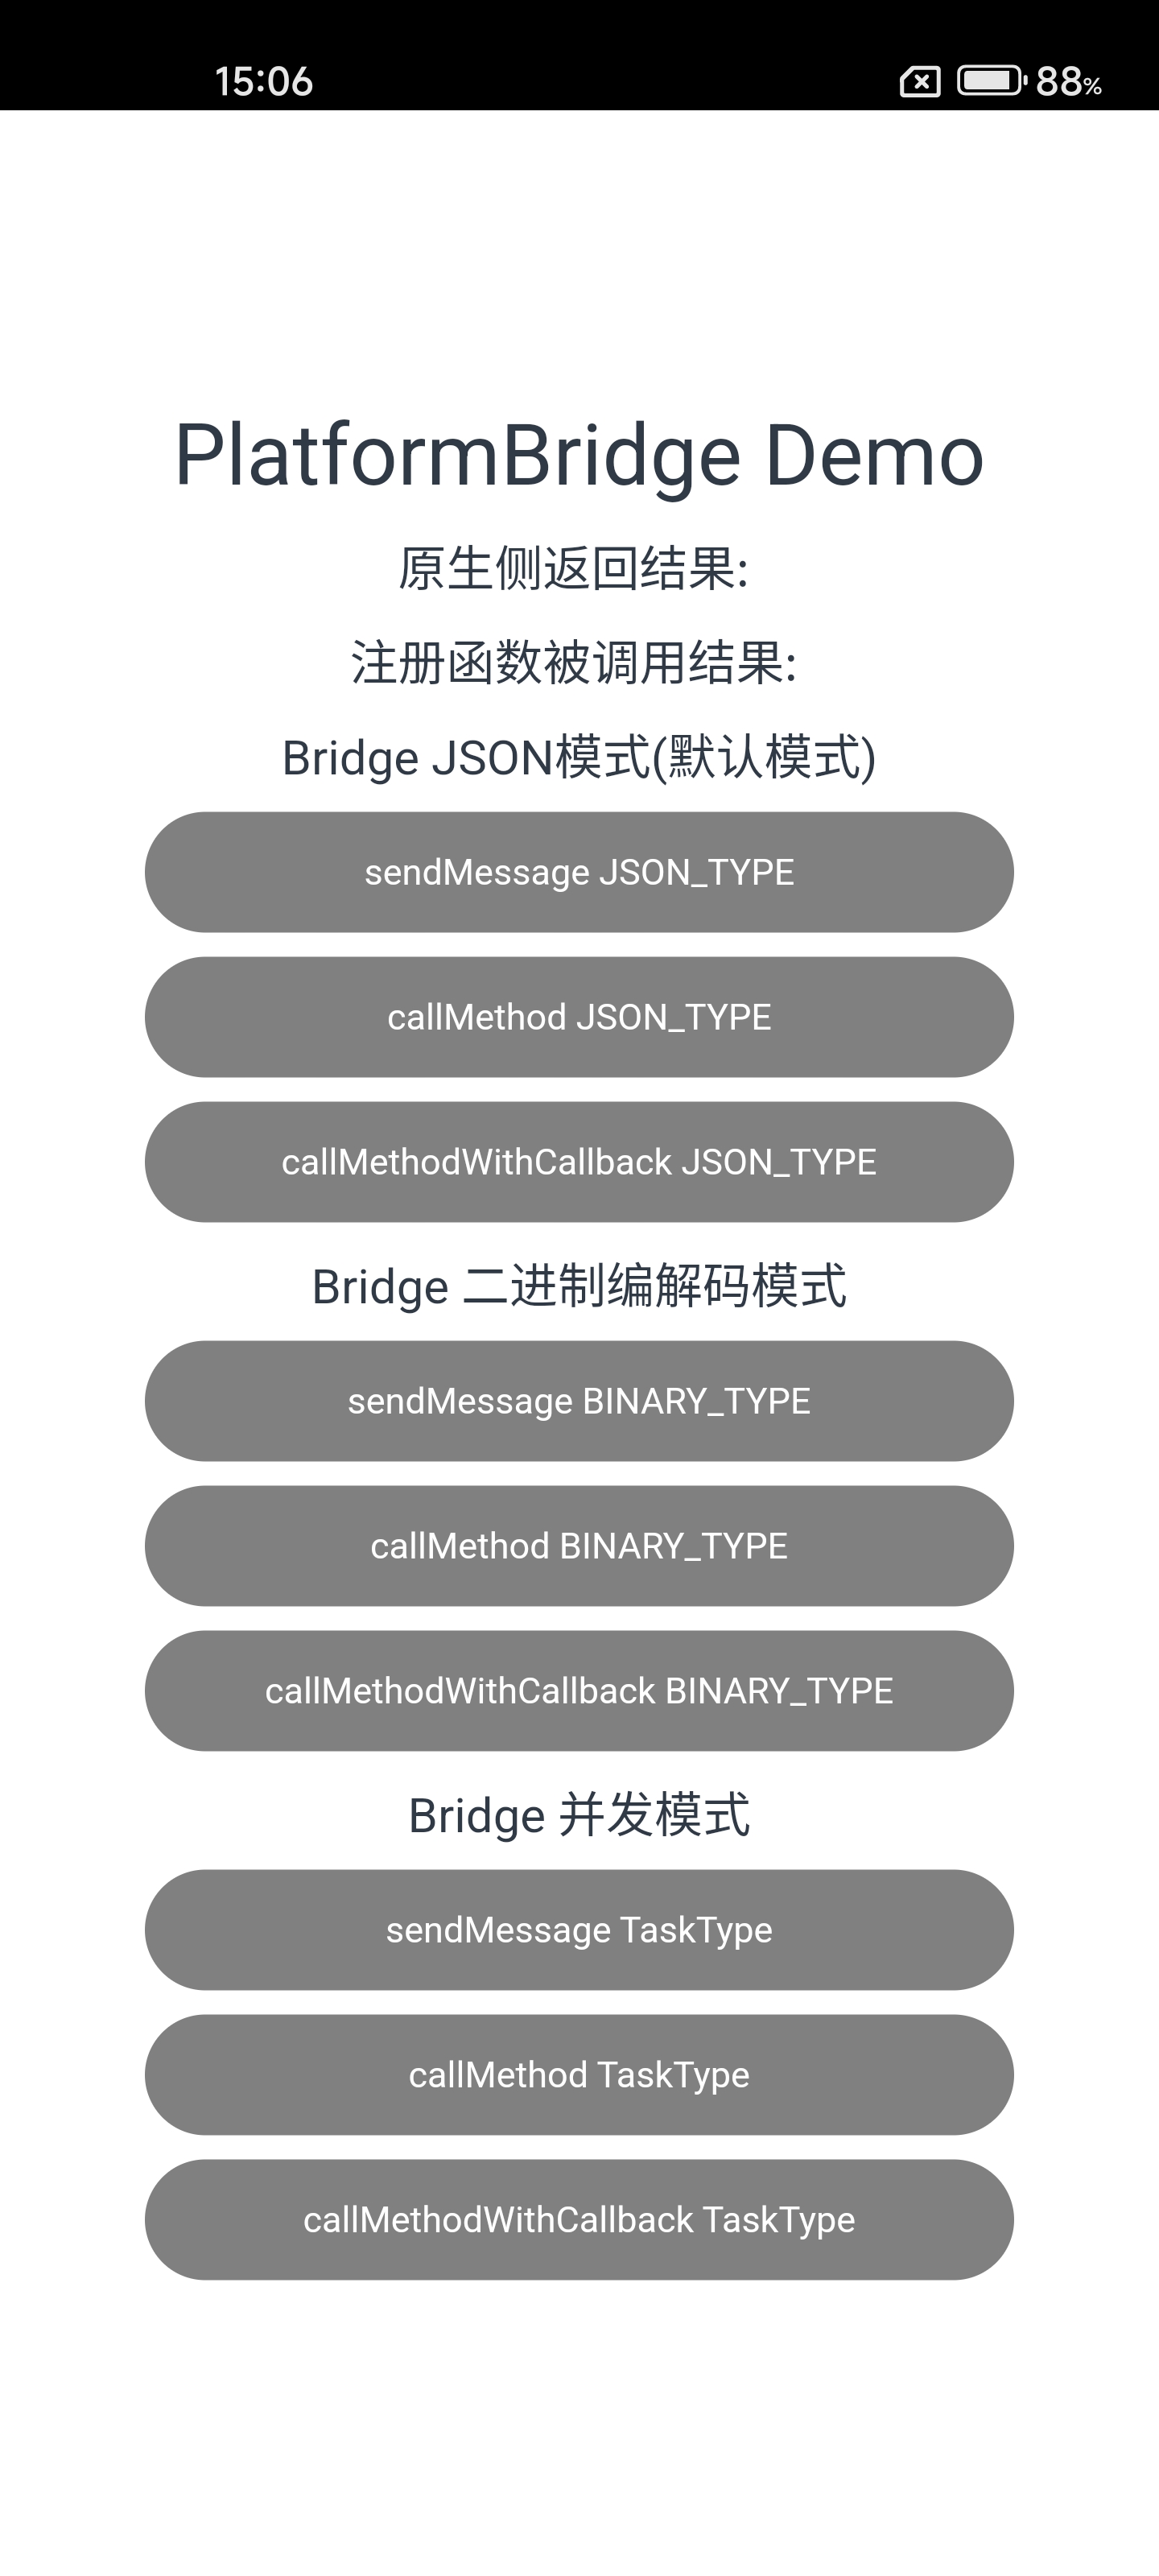 15:06
88%
PlatformBridge Demo
原生侧返回结果:
注册函数被调用结果:
Bridge JSON模式(默认模式)
sendMessage JSON_TYPE
callMethod JSON_TYPE
callMethodWithCallback JSON_TYPE
Bridge 二进制编解码模式
sendMessage BINARY_TYPE
callMethod BINARY_TYPE
callMethodWithCallback BINARY_TYPE
Bridge 并发模式
sendMessage TaskType
callMethod TaskType
callMethodWithCallback TaskType